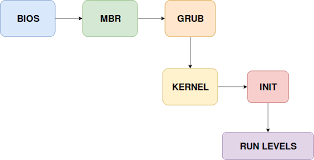 BIOS
MBR
GRUB
KERNEL
INIT
RUN LEVELS